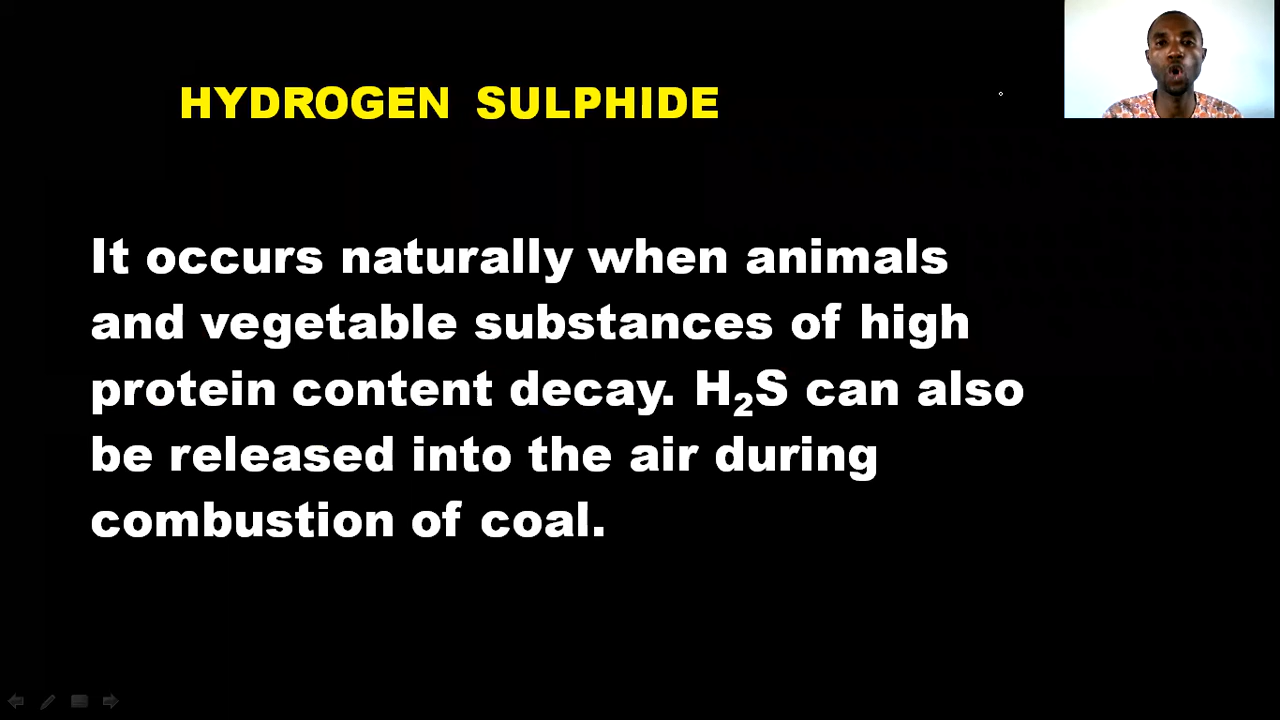 HYDROGEN SULPHIDE
It occurs naturally when animals
and vegetable substances of high
protein content decay. H₂S can also
be released into the air during
combustion of coal.